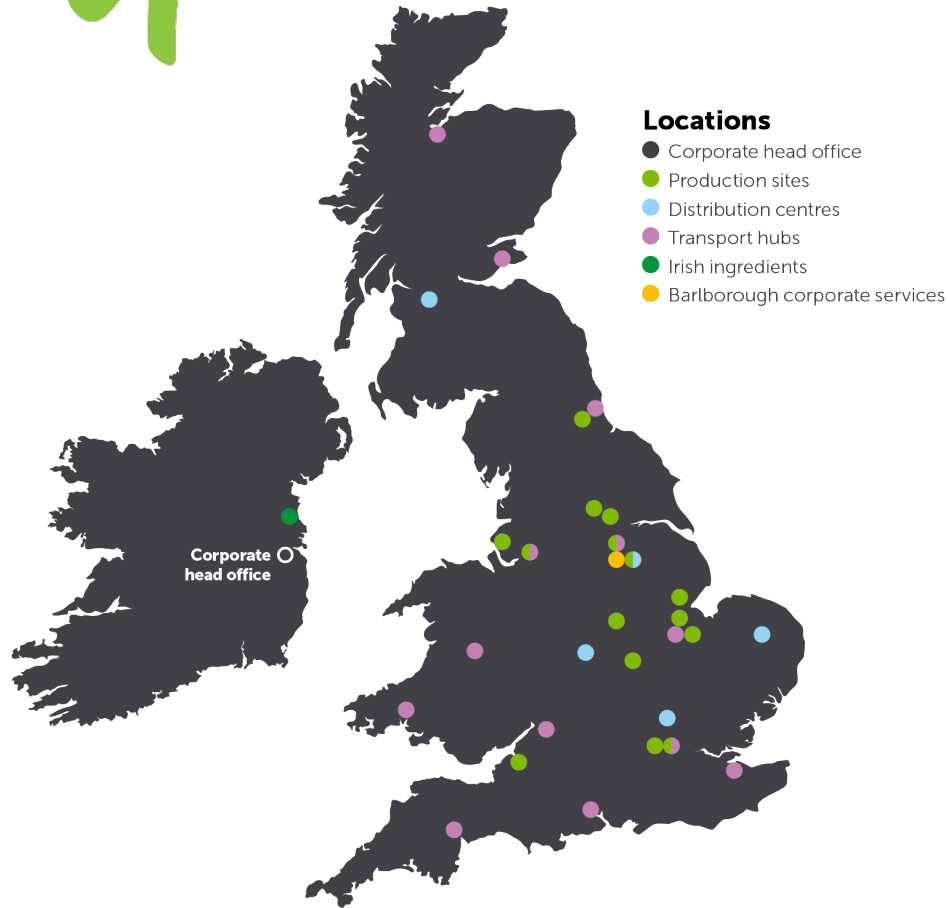 Locations
Corporate head office
Production sites
Distribution centres
Transport hubs
Irish ingredients
Barlborough corporate services
Corporate
head office